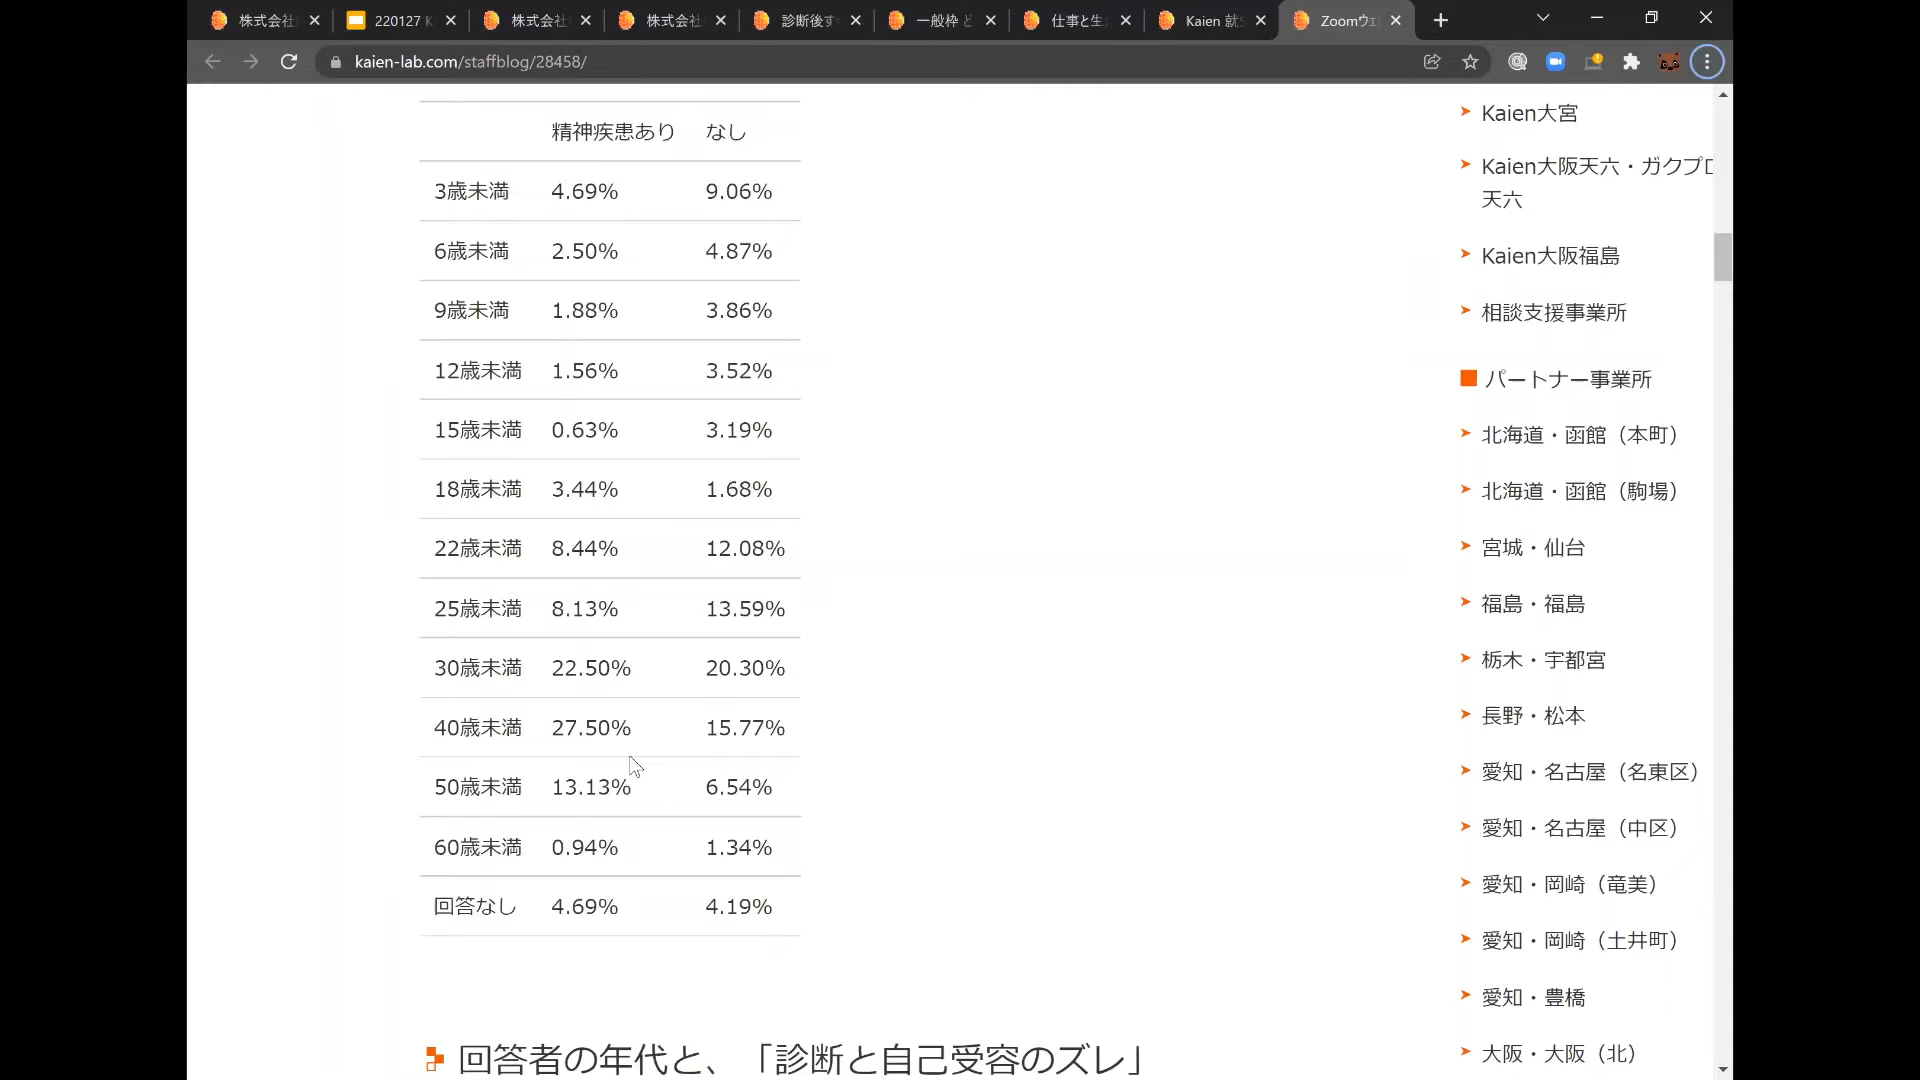 株式会社
220127 K
株式会社
株式会社
診断後す
一般枠 ど
仕事と生
Kaien 就
Zoomウェ
kaien-lab.com/staffblog/28458/
精神疾患あり なし
3歳未満 4.69% 9.06%
6歳未満 2.50% 4.87%
9歳未満 1.88% 3.86%
12歳未満 1.56% 3.52%
15歳未満 0.63% 3.19%
18歳未満 3.44% 1.68%
22歳未満 8.44% 12.08%
25歳未満 8.13% 13.59%
30歳未満 22.50% 20.30%
40歳未満 27.50% 15.77%
50歳未満 13.13% 6.54%
60歳未満 0.94% 1.34%
回答なし 4.69% 4.19%
回答者の年代と、「診断と自己受容のズレ」
Kaien大宮
Kaien大阪天六・ガクプロ
天六
Kaien大阪福島
相談支援事業所
パートナー事業所
北海道・函館（本町）
北海道・函館（駒場）
宮城・仙台
福島・福島
栃木・宇都宮
長野・松本
愛知・名古屋（名東区）
愛知・名古屋（中区）
愛知・岡崎（竜美）
愛知・岡崎（土井町）
愛知・豊橋
大阪・大阪（北）